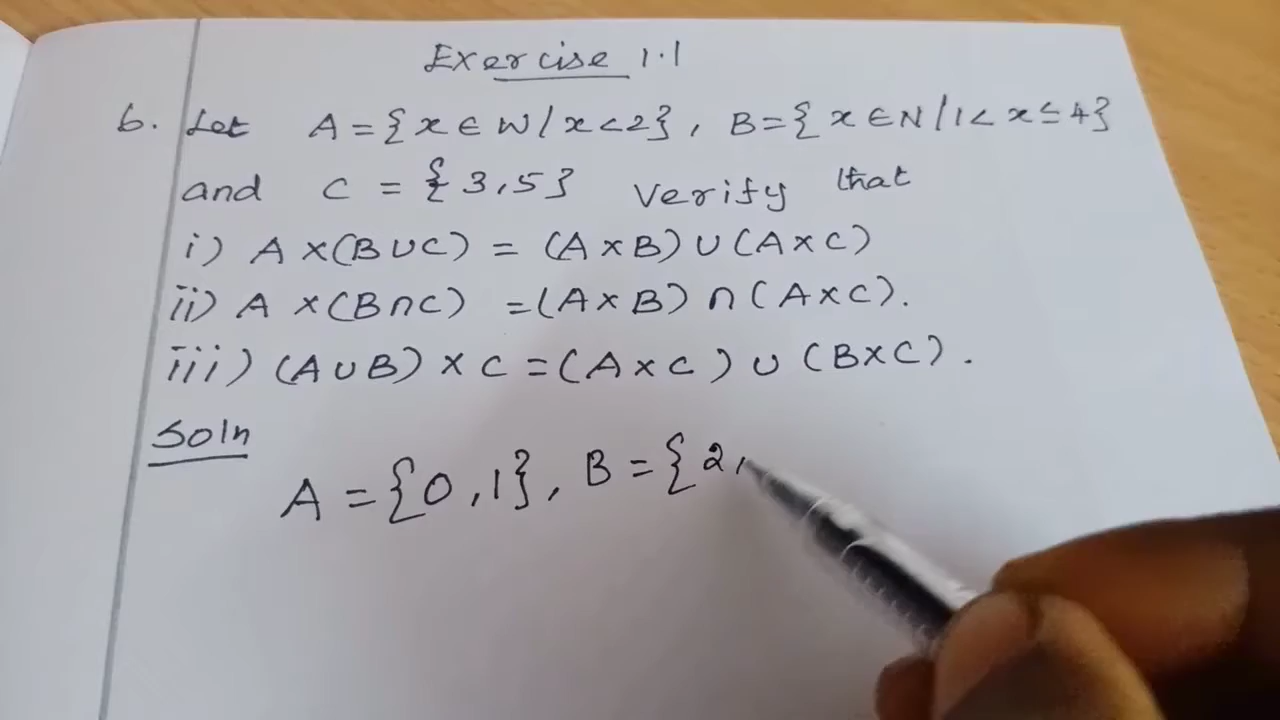 Exercise 1.1
6. Let A = {x ∈ W / x < 2}, B = {x ∈ N / 1 < x ≤ 4}
and C = {3, 5} verify that
i) A × (B ∪ C) = (A × B) ∪ (A × C)
ii) A × (B ∩ C) = (A × B) ∩ (A × C).
iii) (A ∪ B) × C = (A × C) ∪ (B × C).
Soln
A = {0, 1}, B = {2,